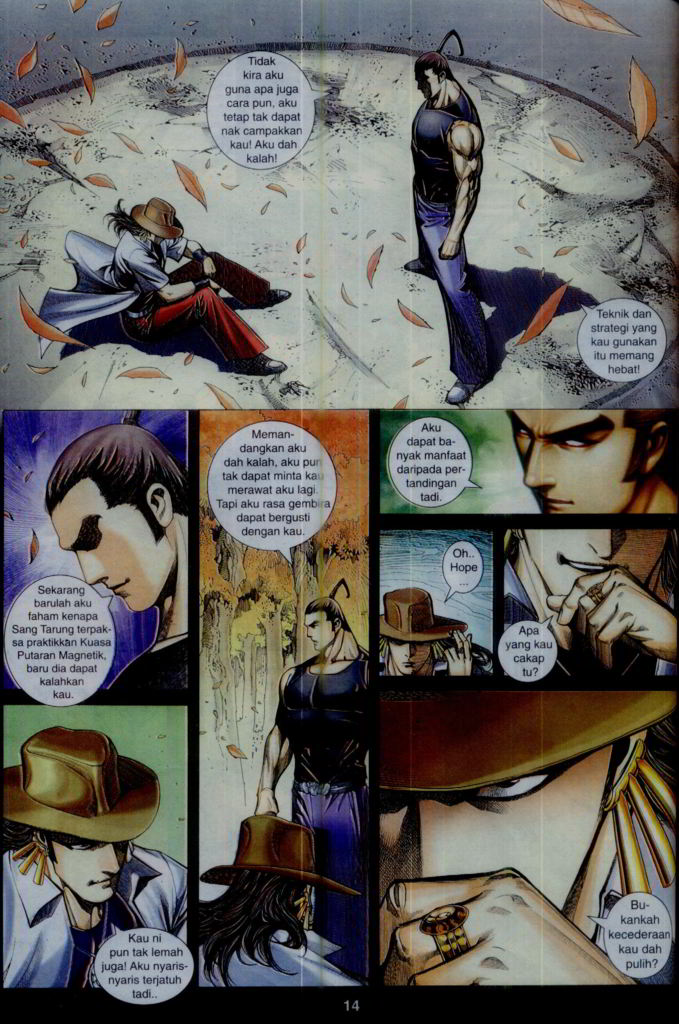 Tidak
kira aku
guna apa juga
cara pun, aku
tetap tak dapat
nak campakkan
kau! Aku dah
kalah!
Teknik dan
strategi yang
kau gunakan
itu memang
hebat!
Sekarang
barulah aku
faham kenapa
Sang Tarung terpak-
sa praktikkan Kuasa
Putaran Magnetik,
baru dia dapat
kalahkan
kau.
Kau ni
pun tak lemah
juga! Aku nyaris-
nyaris terjatuh
tadi..
Meman-
dangkan aku
dah kalah, aku pun
tak dapat minta kau
merawat aku lagi.
Tapi aku rasa gembira
dapat bergusti
dengan kau.
Aku
dapat ba-
nyak manfaat
daripada per-
tandingan
tadi.
Oh..
Hope
...
Apa
yang kau
cakap
tu?
Bu-
kankah
kecederaan
kau dah
pulih?
14